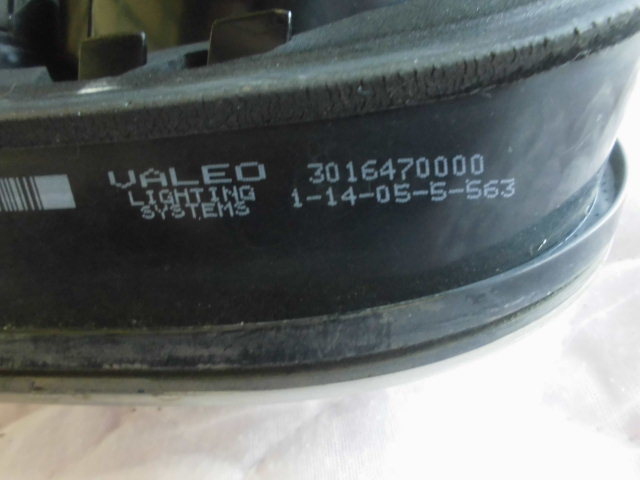 VALEO 3016470000
LIGHTING 1-14-05-5-563
SYSTEMS